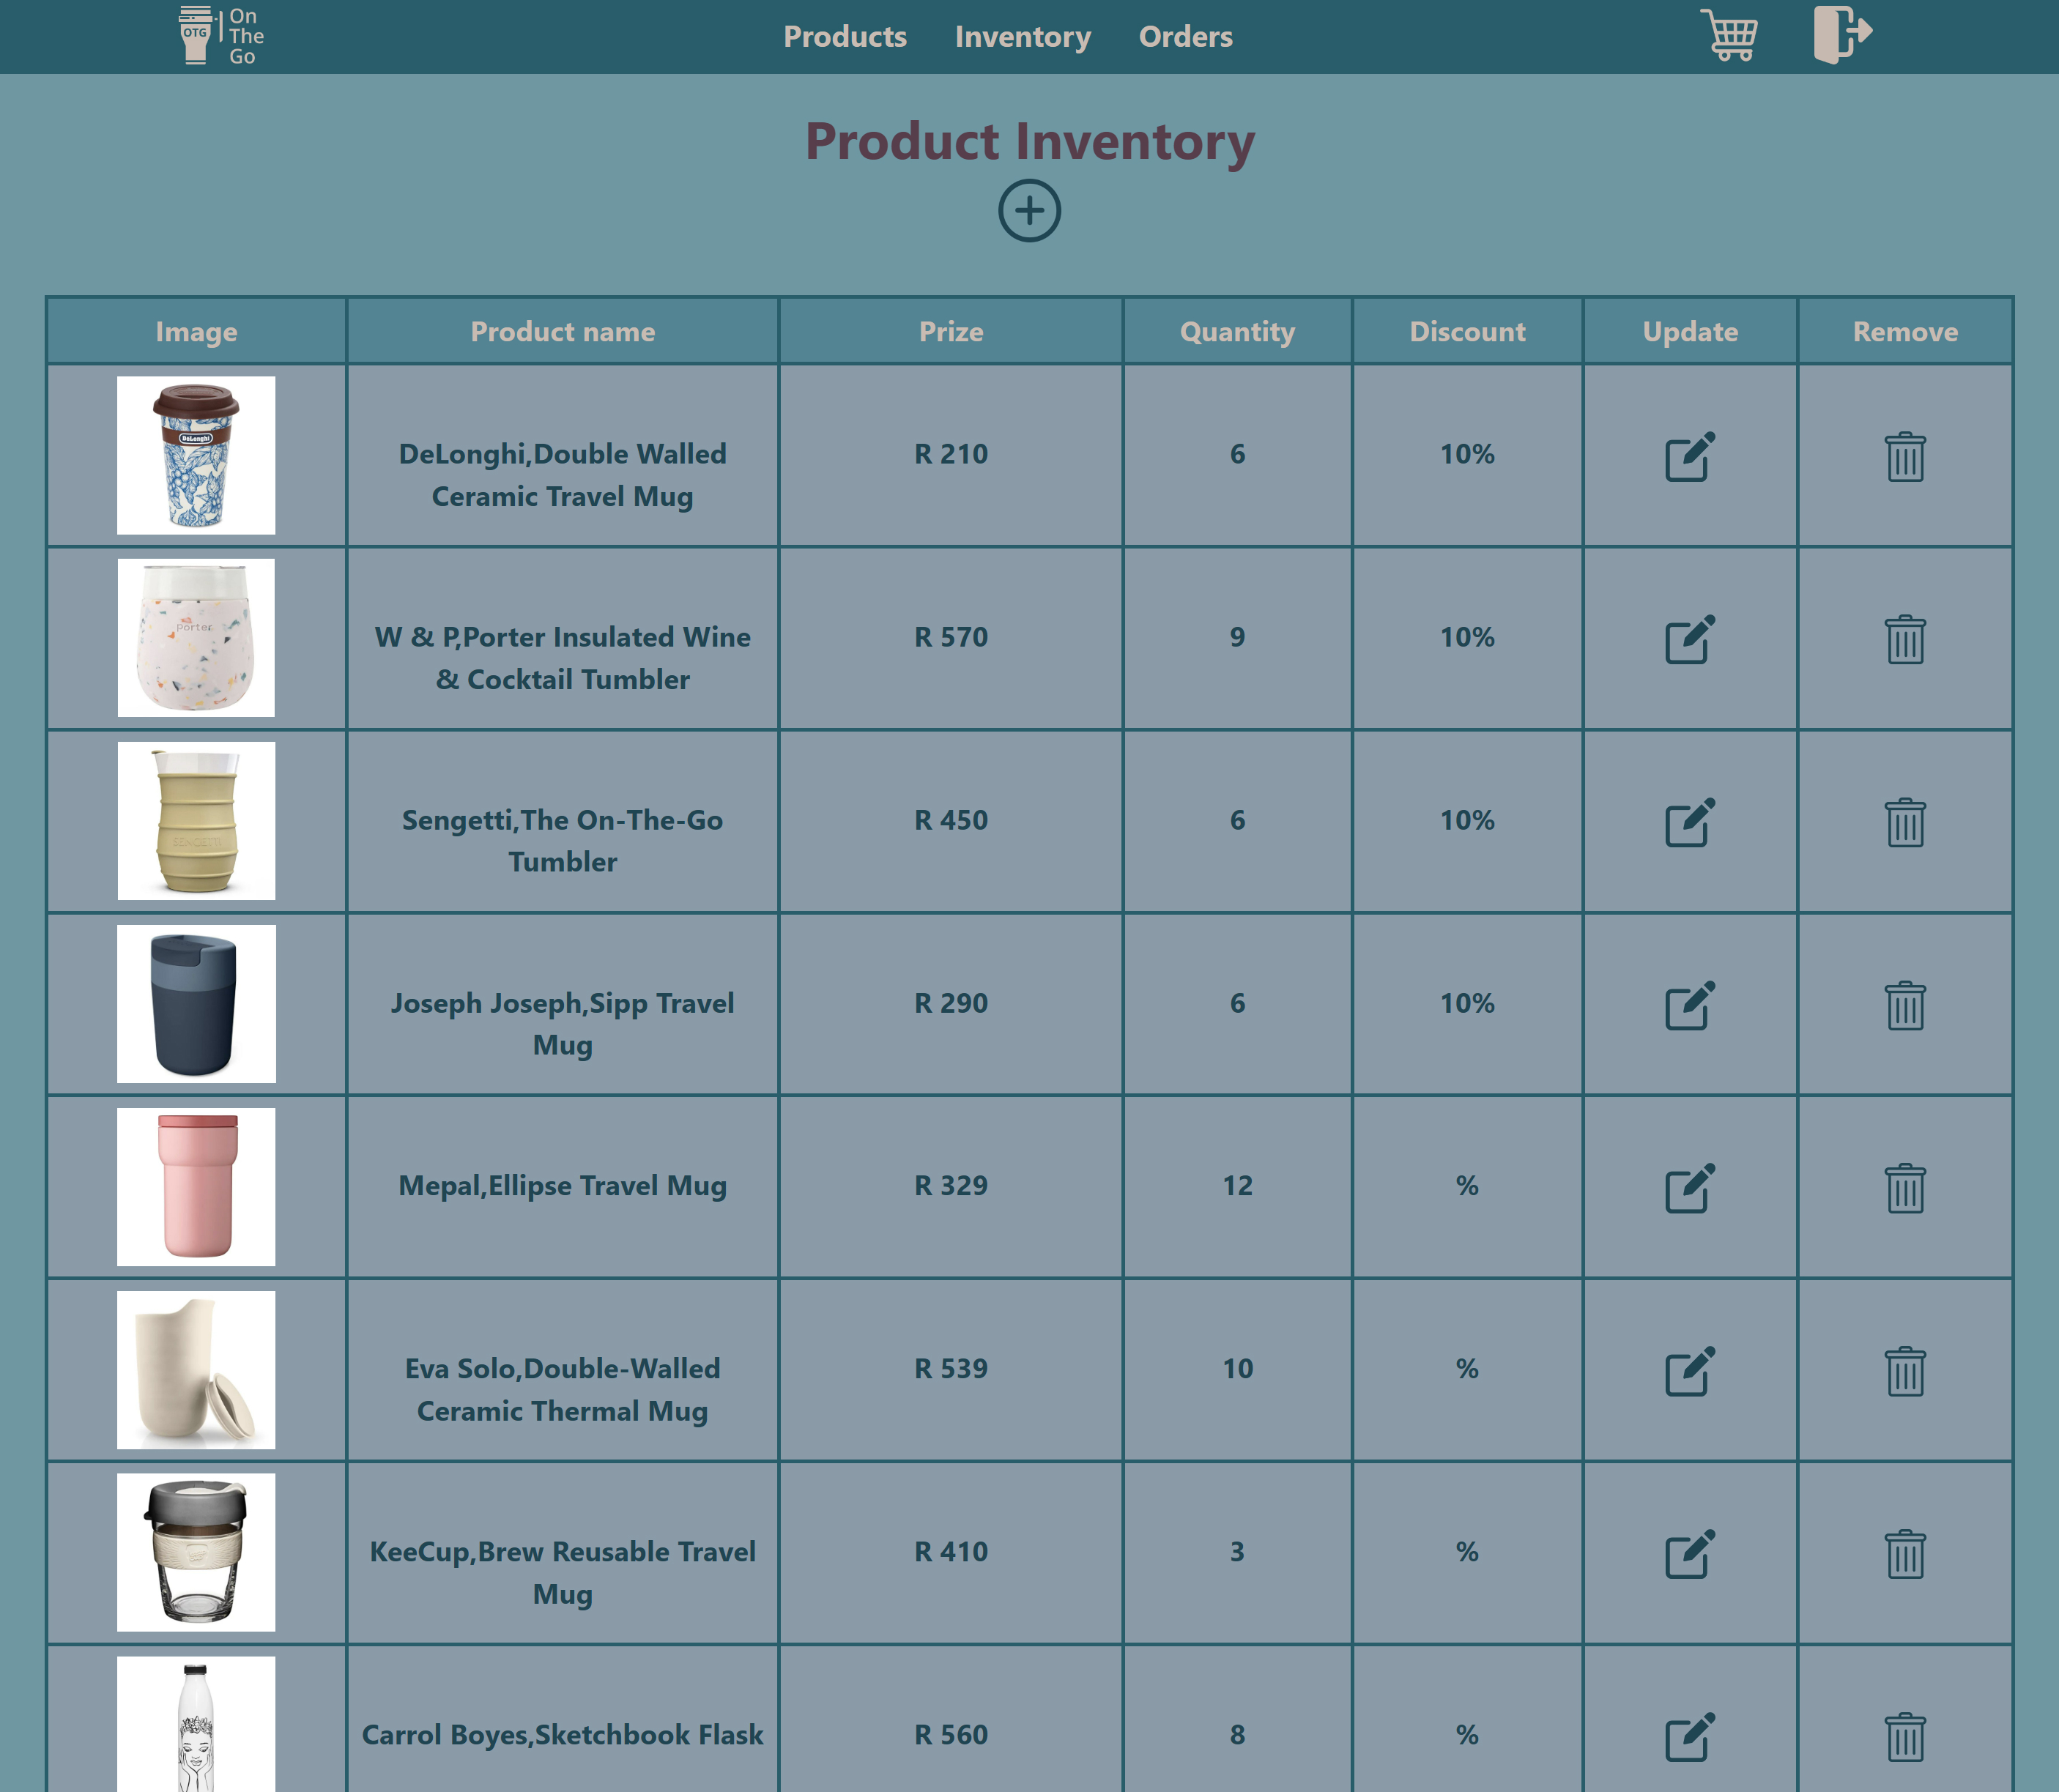 OTG
On
The
Go
Products Inventory Orders
Product Inventory
Image Product name Prize Quantity Discount Update Remove
DeLonghi
DeLonghi,Double Walled R 210 6 10%
Ceramic Travel Mug
Porter
W & P,Porter Insulated Wine R 570 9 10%
& Cocktail Tumbler
SENGETTI
Sengetti,The On-The-Go R 450 6 10%
Tumbler
Joseph Joseph,Sipp Travel R 290 6 10%
Mug
Mepal,Ellipse Travel Mug R 329 12 %
Eva Solo,Double-Walled R 539 10 %
Ceramic Thermal Mug
KeeCup,Brew Reusable Travel R 410 3 %
Mug
Carrol Boyes,Sketchbook Flask R 560 8 %